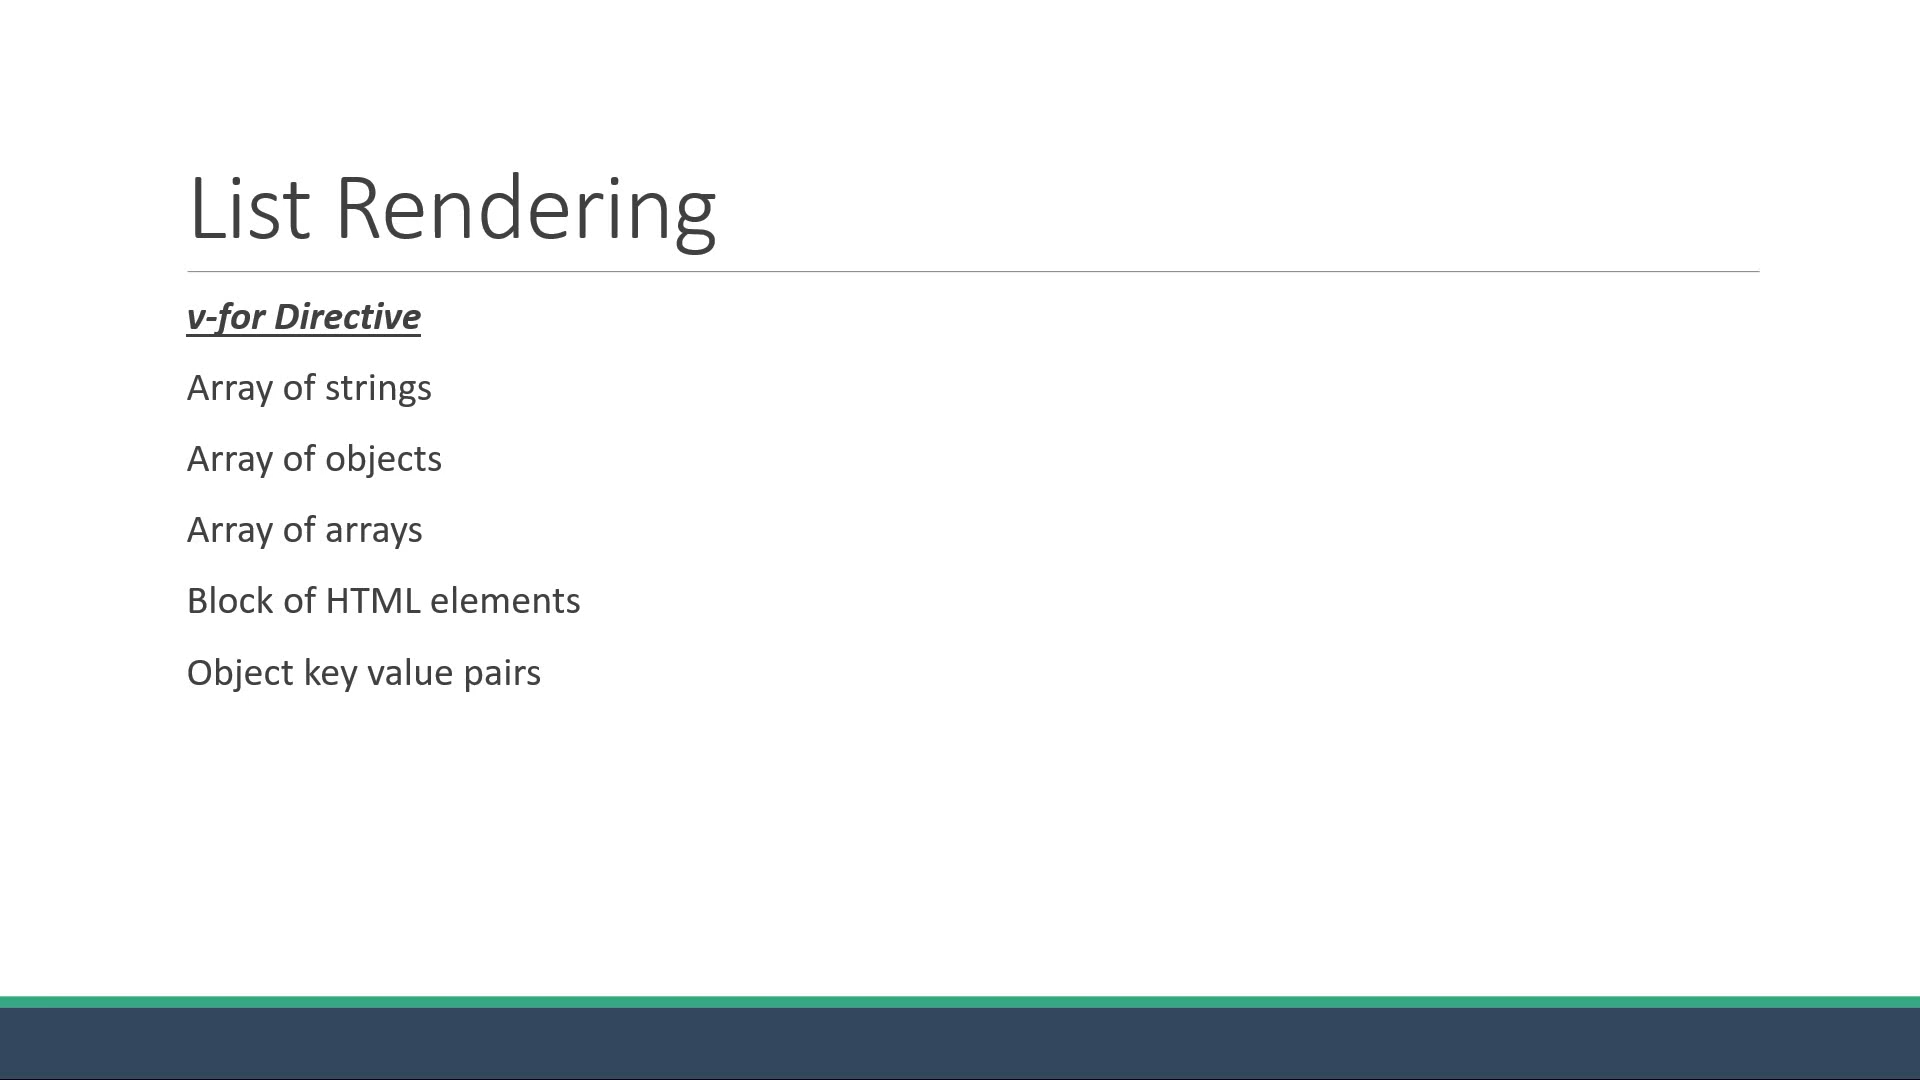 List Rendering
v-for Directive
Array of strings
Array of objects
Array of arrays
Block of HTML elements
Object key value pairs